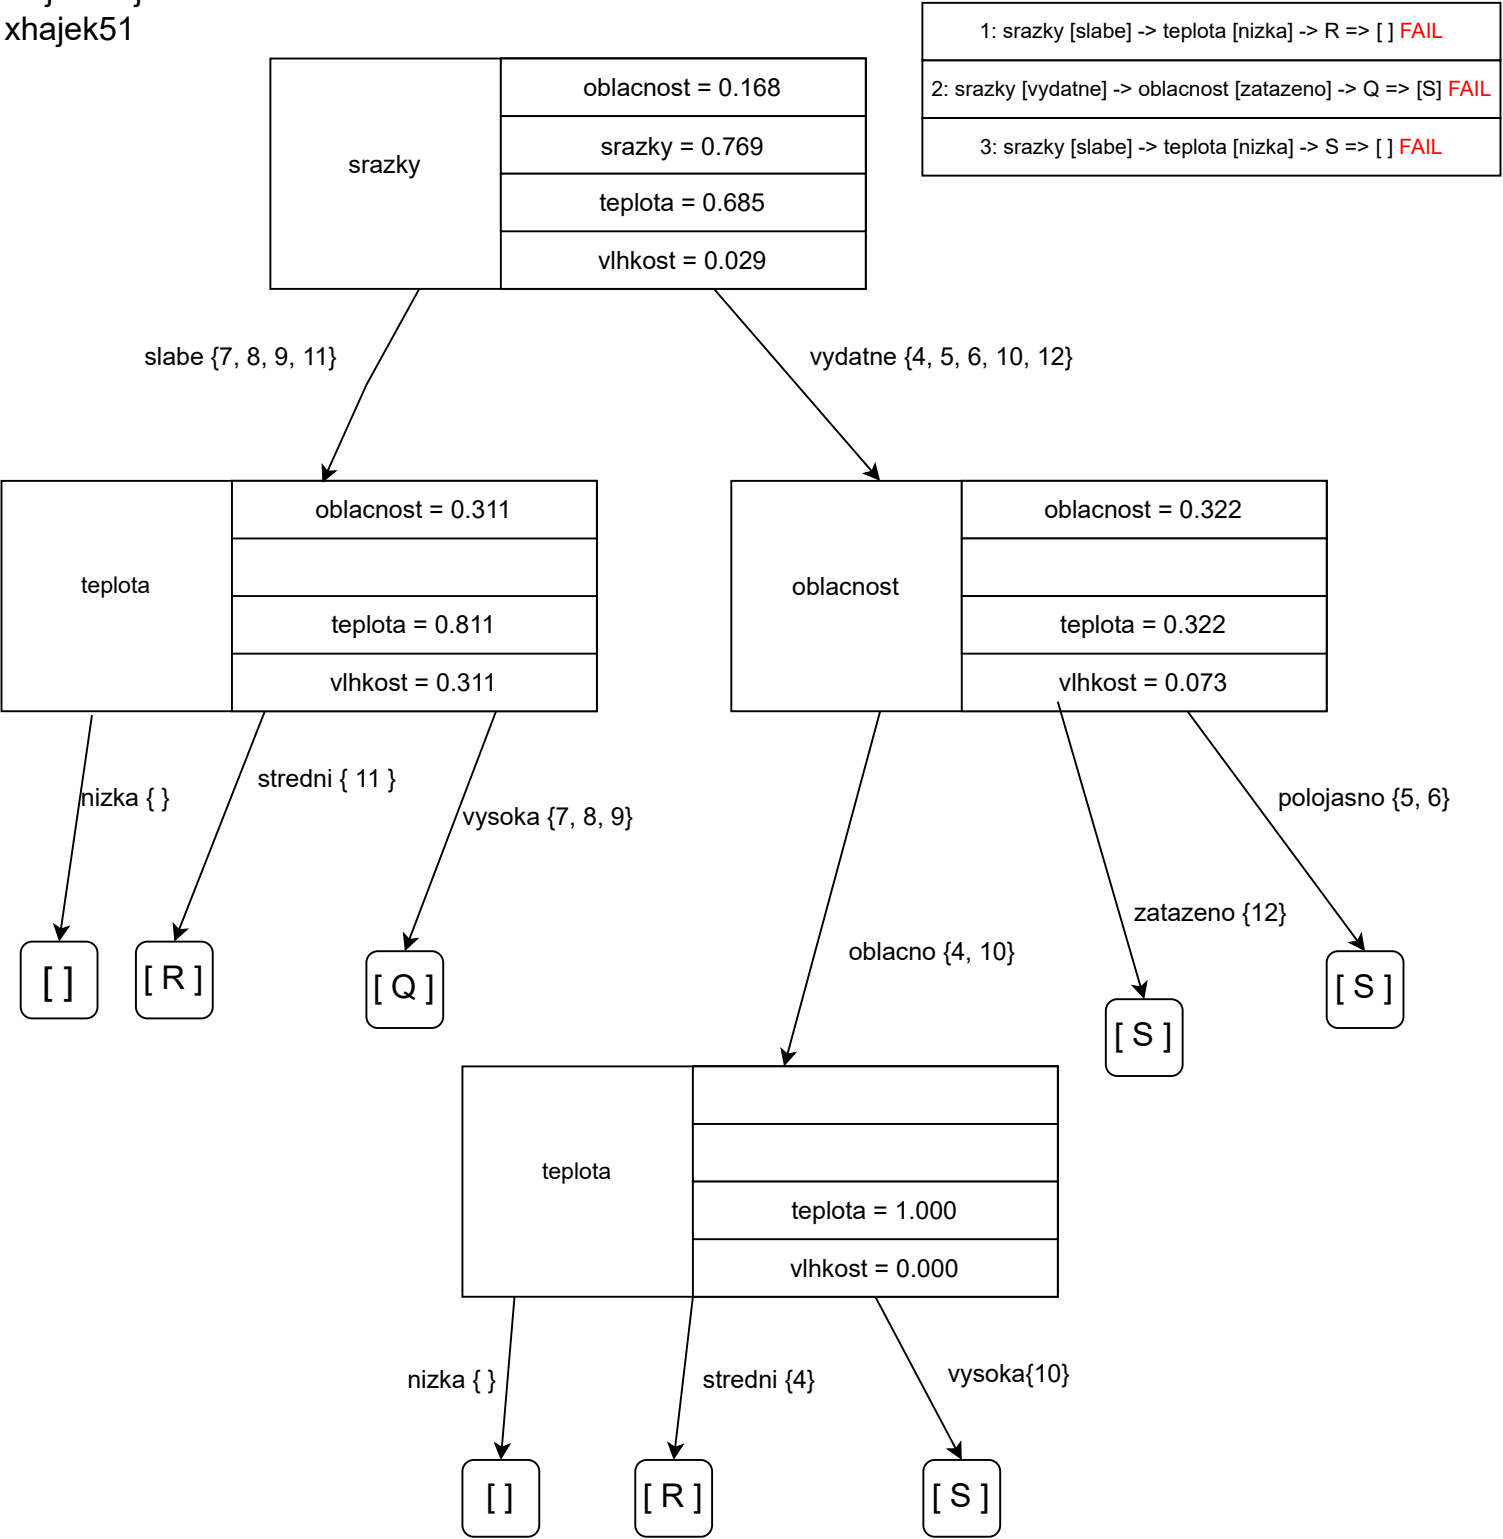 xhajek51
1: srazky [slabe] -> teplota [nizka] -> R => [ ] FAIL
2: srazky [vydatne] -> oblacnost [zatazeno] -> Q => [S] FAIL
3: srazky [slabe] -> teplota [nizka] -> S => [ ] FAIL
srazky
oblacnost = 0.168
srazky = 0.769
teplota = 0.685
vlhkost = 0.029
slabe {7, 8, 9, 11}
vydatne {4, 5, 6, 10, 12}
teplota
oblacnost = 0.311
teplota = 0.811
vlhkost = 0.311
oblacnost
oblacnost = 0.322
teplota = 0.322
vlhkost = 0.073
nizka { }
stredni { 11 }
vysoka {7, 8, 9}
oblacno {4, 10}
zatazeno {12}
polojasno {5, 6}
[ ]
[ R ]
[ Q ]
[ S ]
[ S ]
teplota
teplota = 1.000
vlhkost = 0.000
nizka { }
stredni {4}
vysoka{10}
[ ]
[ R ]
[ S ]